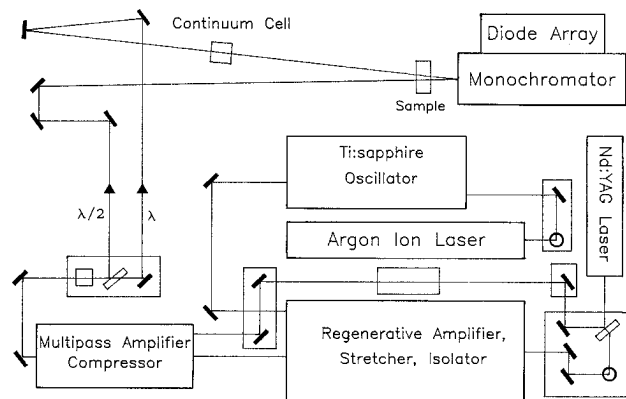 Continuum Cell
Diode Array
Monochromator
Sample
Ti:sapphire
Oscillator
Nd:YAG Laser
λ/2
λ
Argon Ion Laser
Multipass Amplifier
Compressor
Regenerative Amplifier,
Stretcher, Isolator